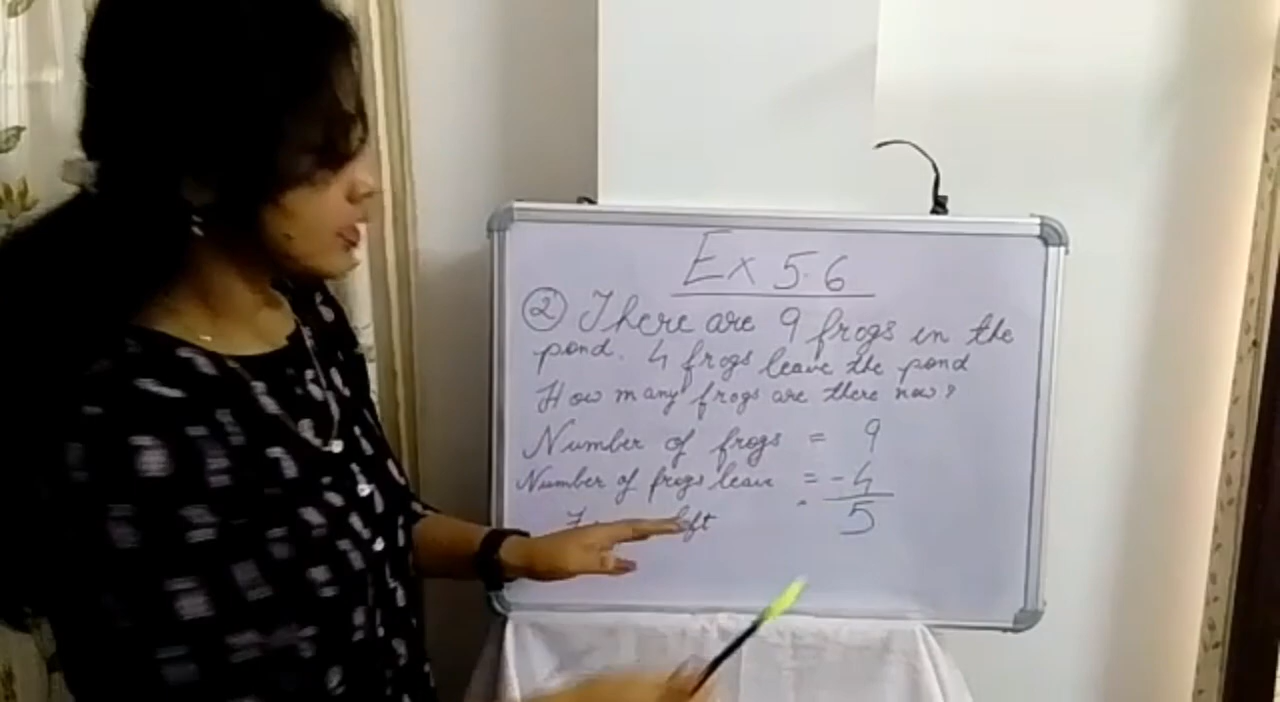 Ex 5.6
② There are 9 frogs in the
pond. 4 frogs leave the pond
How many frogs are there now?
Number of frogs = 9
Number of frogs leave = - 4
left 5